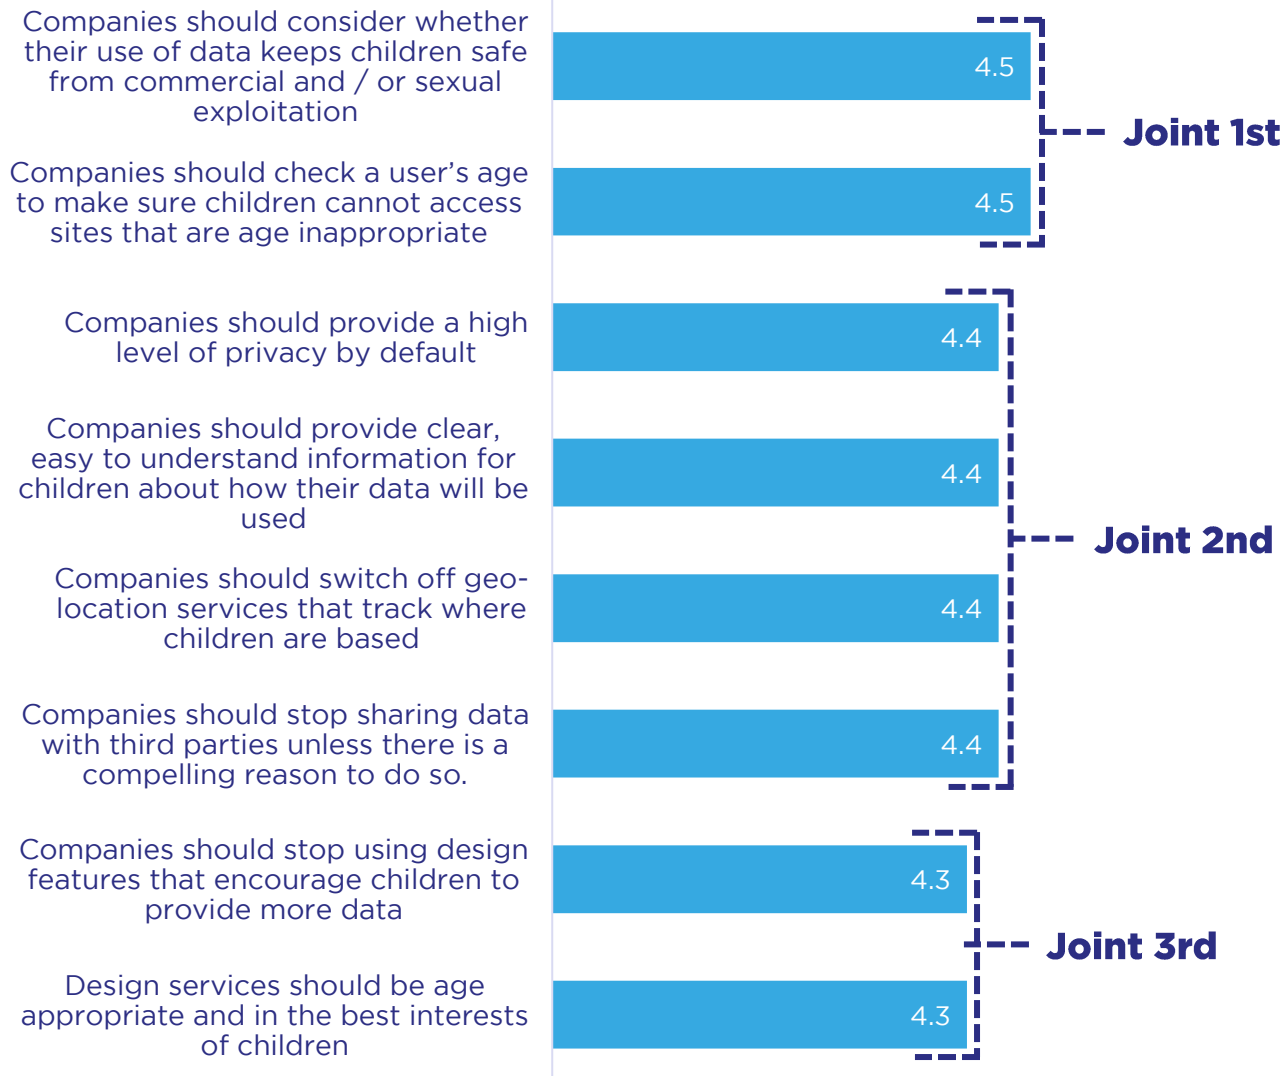 Companies should consider whether
their use of data keeps children safe
from commercial and / or sexual
exploitation
4.5
Companies should check a user’s age
to make sure children cannot access
sites that are age inappropriate
4.5
Joint 1st
Companies should provide a high
level of privacy by default
4.4
Companies should provide clear,
easy to understand information for
children about how their data will be
used
4.4
Companies should switch off geo-
location services that track where
children are based
4.4
Companies should stop sharing data
with third parties unless there is a
compelling reason to do so.
4.4
Joint 2nd
Companies should stop using design
features that encourage children to
provide more data
4.3
Design services should be age
appropriate and in the best interests
of children
4.3
Joint 3rd